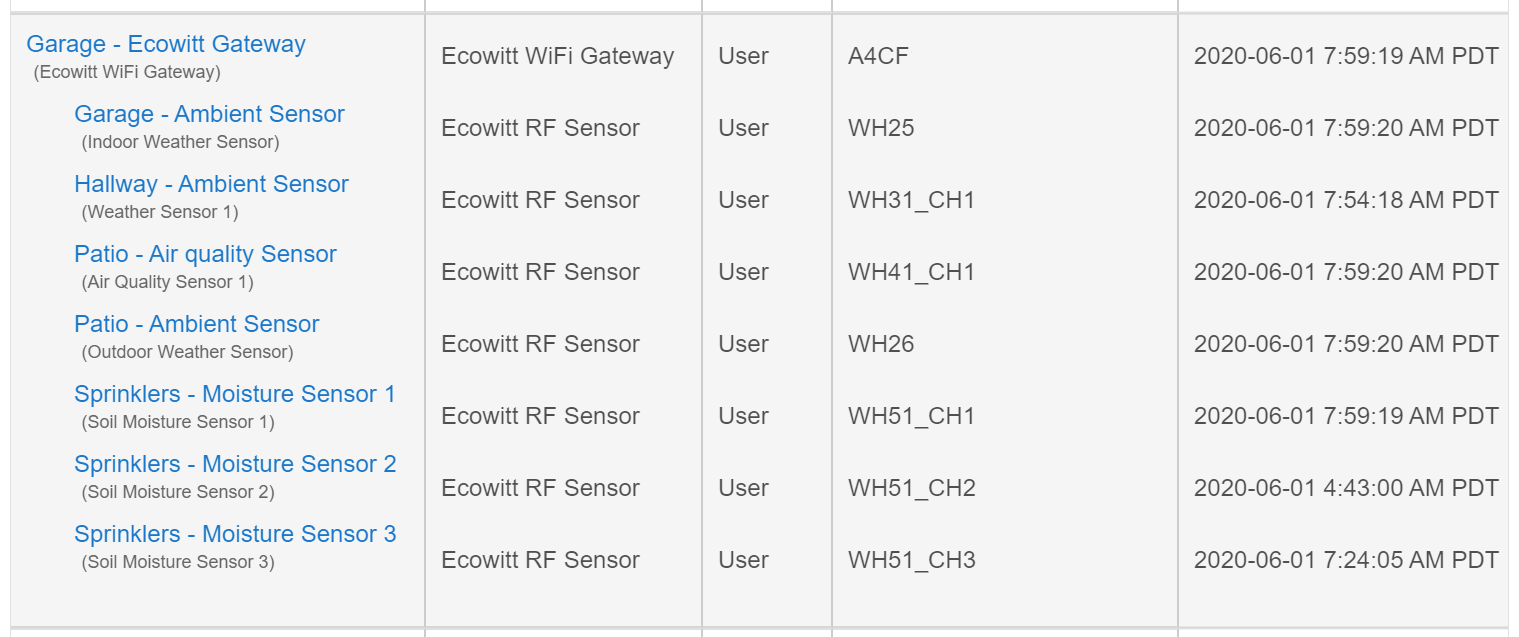 Garage - Ecowitt Gateway
(Ecowitt WiFi Gateway)
Ecowitt WiFi Gateway User A4CF 2020-06-01 7:59:19 AM PDT
Garage - Ambient Sensor
(Indoor Weather Sensor)
Ecowitt RF Sensor User WH25 2020-06-01 7:59:20 AM PDT
Hallway - Ambient Sensor
(Weather Sensor 1)
Ecowitt RF Sensor User WH31_CH1 2020-06-01 7:54:18 AM PDT
Patio - Air quality Sensor
(Air Quality Sensor 1)
Ecowitt RF Sensor User WH41_CH1 2020-06-01 7:59:20 AM PDT
Patio - Ambient Sensor
(Outdoor Weather Sensor)
Ecowitt RF Sensor User WH26 2020-06-01 7:59:20 AM PDT
Sprinklers - Moisture Sensor 1
(Soil Moisture Sensor 1)
Ecowitt RF Sensor User WH51_CH1 2020-06-01 7:59:19 AM PDT
Sprinklers - Moisture Sensor 2
(Soil Moisture Sensor 2)
Ecowitt RF Sensor User WH51_CH2 2020-06-01 4:43:00 AM PDT
Sprinklers - Moisture Sensor 3
(Soil Moisture Sensor 3)
Ecowitt RF Sensor User WH51_CH3 2020-06-01 7:24:05 AM PDT